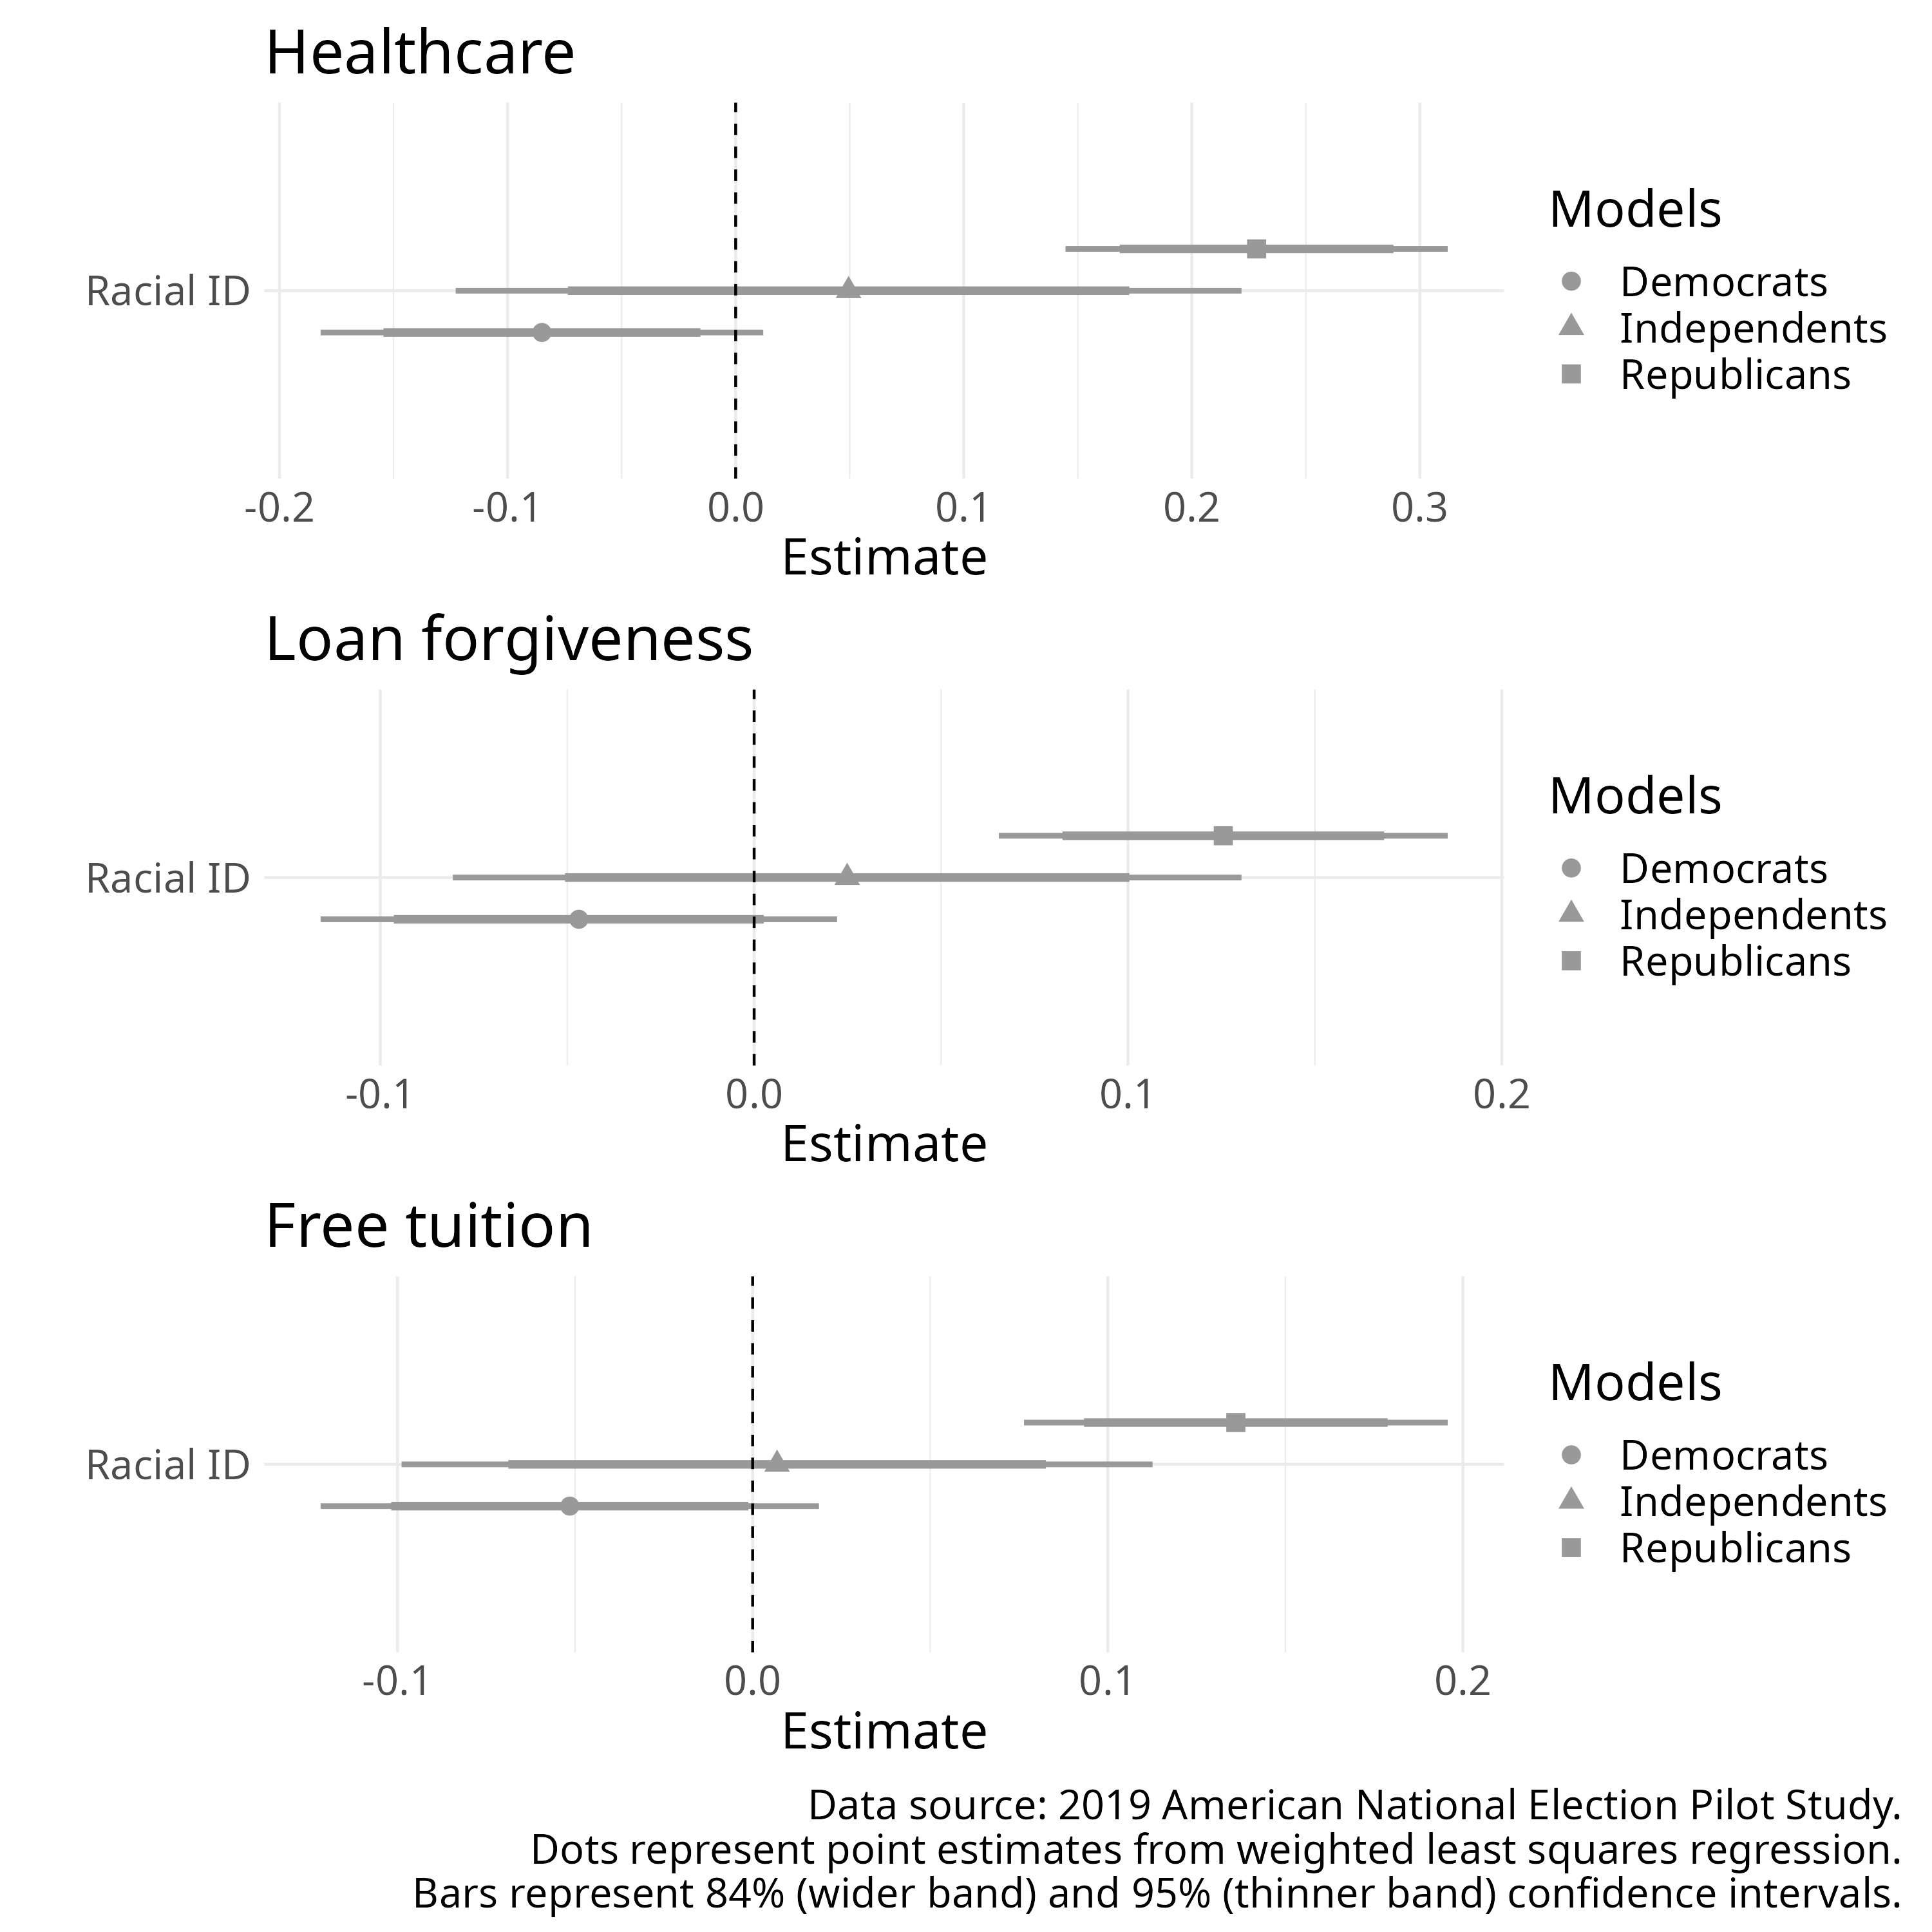 Healthcare
Racial ID
-0.2 -0.1 0.0 0.1 0.2 0.3
Estimate
Models
Democrats
Independents
Republicans
Loan forgiveness
Racial ID
-0.1 0.0 0.1 0.2
Estimate
Models
Democrats
Independents
Republicans
Free tuition
Racial ID
-0.1 0.0 0.1 0.2
Estimate
Models
Democrats
Independents
Republicans
Data source: 2019 American National Election Pilot Study.
Dots represent point estimates from weighted least squares regression.
Bars represent 84% (wider band) and 95% (thinner band) confidence intervals.